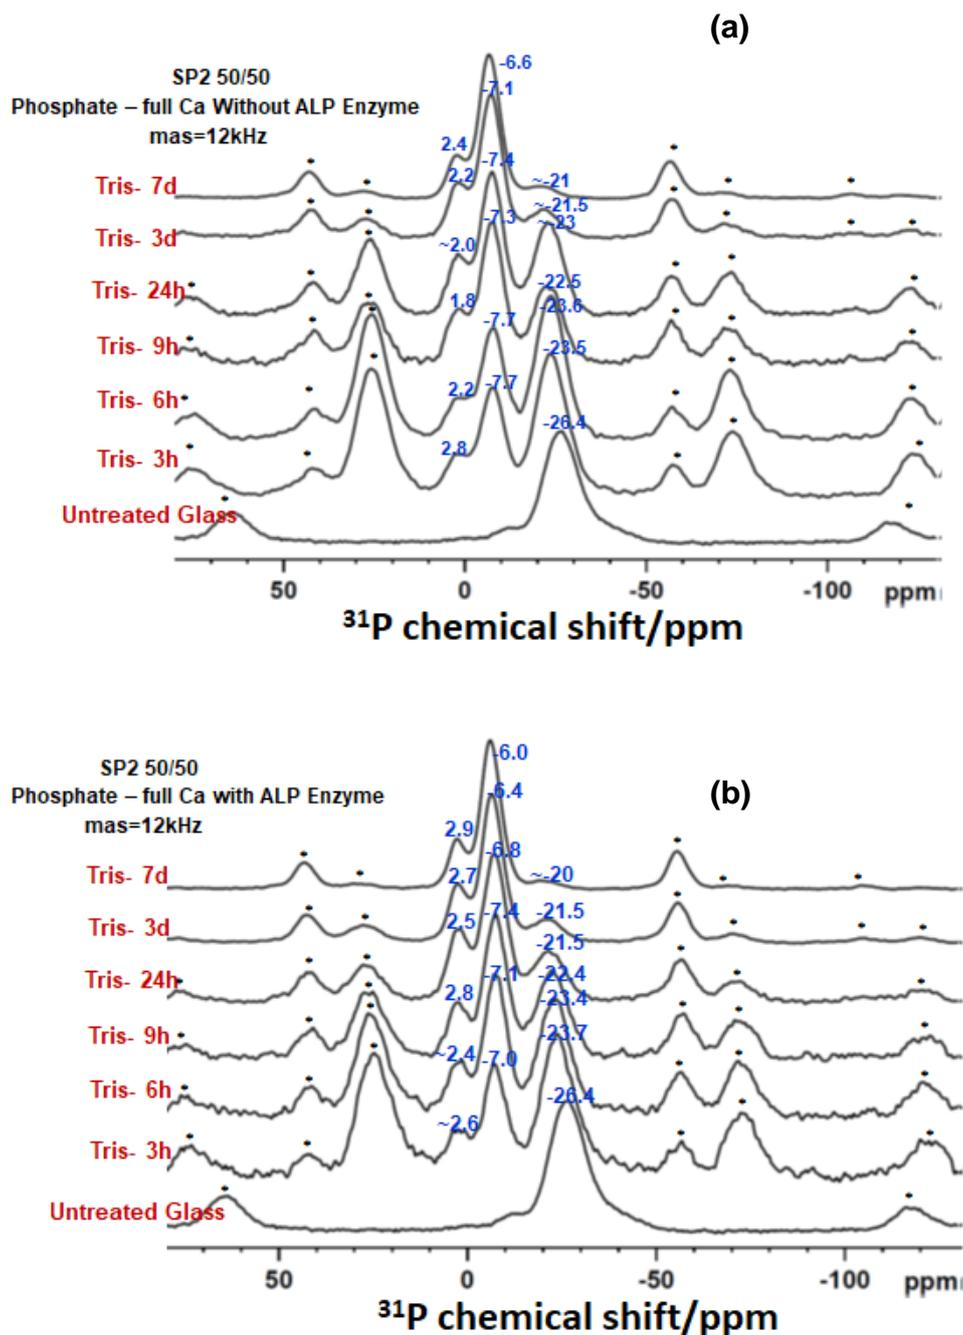 (a)
SP2 50/50
Phosphate – full Ca Without ALP Enzyme
mas=12kHz
-6.6
-7.1
2.4
-7.4
Tris- 7d
2.2
~-21
~-21.5
-7.3
~-23
Tris- 3d
~2.0
Tris- 24h
-22.5
1.8
-23.6
-7.7
Tris- 9h
-23.5
2.2
-7.7
Tris- 6h
-26.4
2.8
Tris- 3h
Untreated Glass
50 0 -50 -100 ppm
31P chemical shift/ppm
(b)
SP2 50/50
Phosphate – full Ca with ALP Enzyme
mas=12kHz
-6.0
-6.4
2.9
-6.8
Tris- 7d
2.7
~-20
-7.4
-21.5
2.5
Tris- 3d
-21.5
-7.1
-22.4
Tris- 24h
2.8
-23.4
Tris- 9h
-23.7
~2.4
-7.0
Tris- 6h
-26.4
~2.6
Tris- 3h
Untreated Glass
50 0 -50 -100 ppm
31P chemical shift/ppm